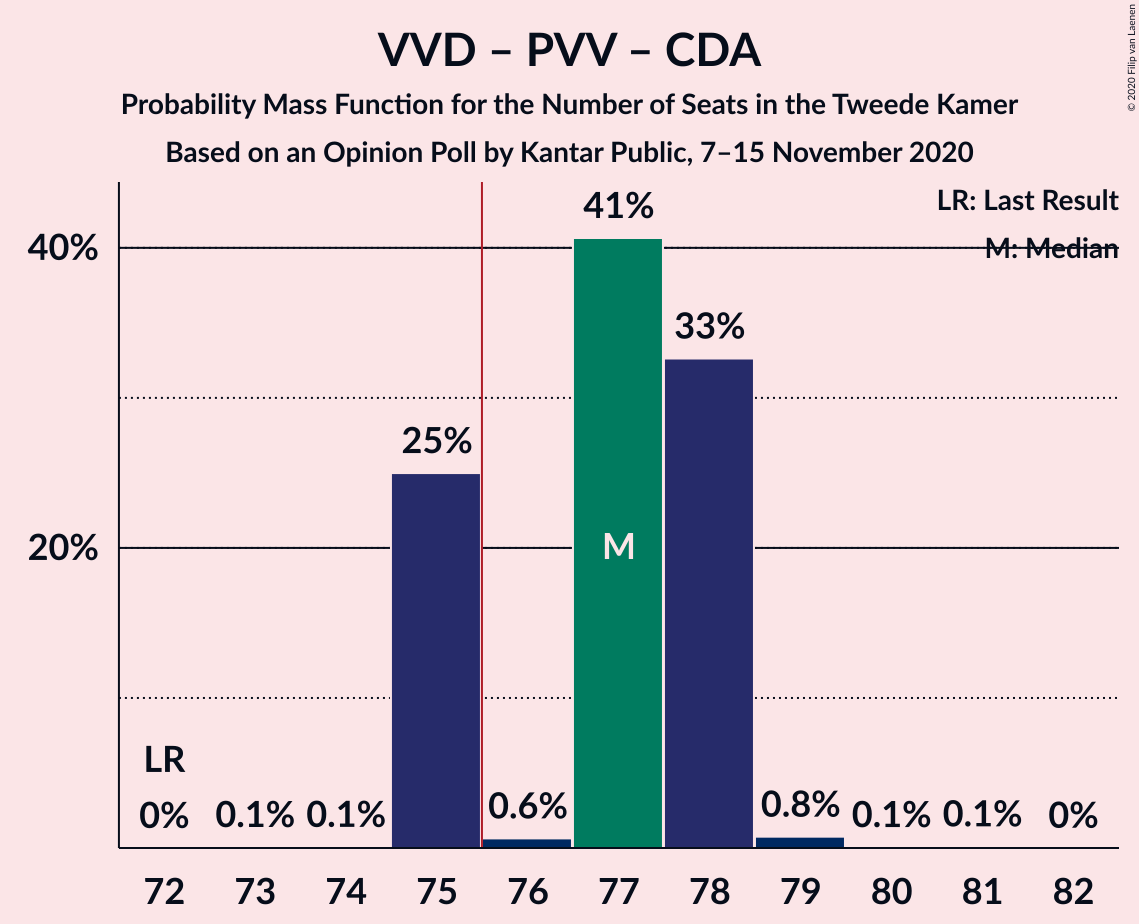 VVD – PVV – CDA
Probability Mass Function for the Number of Seats in the Tweede Kamer
Based on an Opinion Poll by Kantar Public, 7–15 November 2020
© 2020 Filip van Laenen
LR: Last Result
M: Median
40%
20%
41%
33%
25%
M
LR
0%
0.1%
0.1%
0.6%
0.8%
0.1%
0.1%
0%
72 73 74 75 76 77 78 79 80 81 82